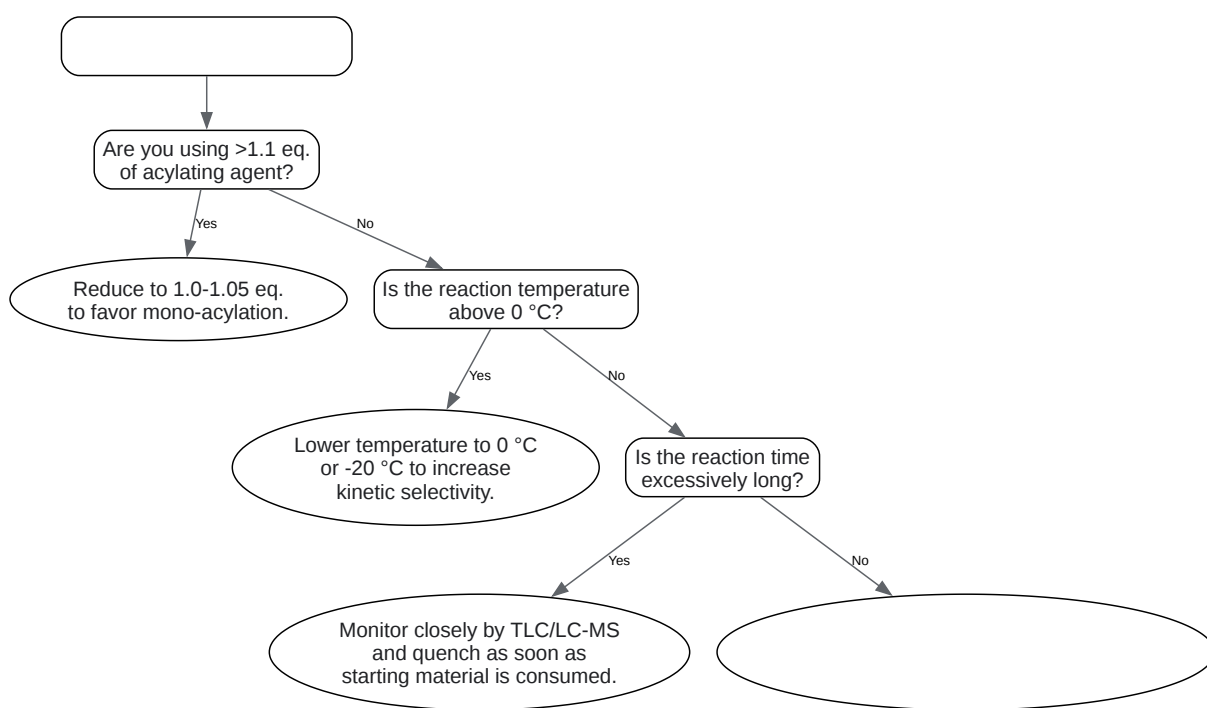 Are you using >1.1 eq.
of acylating agent?
Yes
No
Reduce to 1.0-1.05 eq.
to favor mono-acylation.
Is the reaction temperature
above 0 °C?
Yes
No
Lower temperature to 0 °C
or -20 °C to increase
kinetic selectivity.
Is the reaction time
excessively long?
Yes
No
Monitor closely by TLC/LC-MS
and quench as soon as
starting material is consumed.